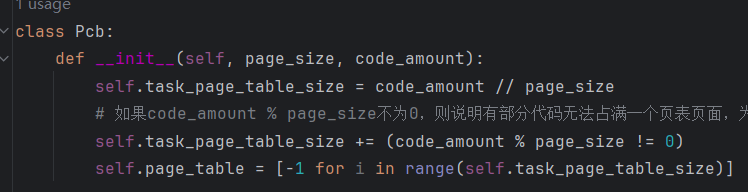 1 usage
class Pcb:
def __init__(self, page_size, code_amount):
self.task_page_table_size = code_amount // page_size
# 如果code_amount % page_size不为0，则说明有部分代码无法占满一个页表页面，为
self.task_page_table_size += (code_amount % page_size != 0)
self.page_table = [-1 for i in range(self.task_page_table_size)]